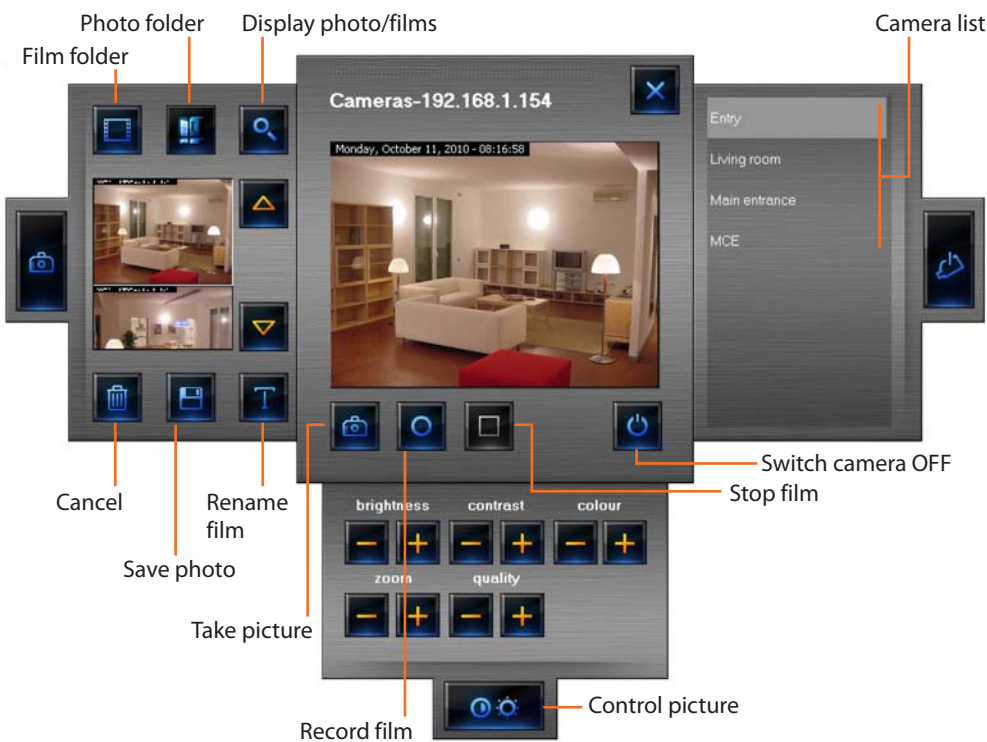 Photo folder
Display photo/films
Camera list
Film folder
Cameras-192.168.1.154
Monday, October 11, 2010 - 08:16:58
Entry
Living room
Main entrance
MCE
Switch camera OFF
Stop film
Cancel
Rename
film
Save photo
brightness
contrast
colour
zoom
quality
Take picture
Control picture
Record film